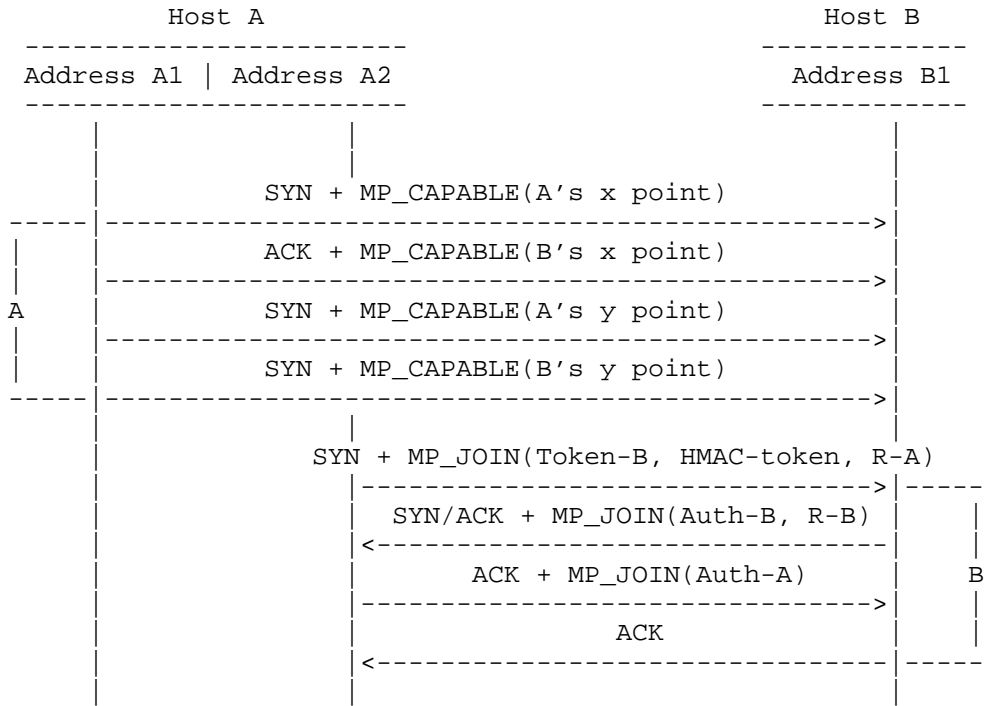 Host A Host B
Address A1 | Address A2 Address B1
SYN + MP_CAPABLE(A's x point)
ACK + MP_CAPABLE(B's x point)
A SYN + MP_CAPABLE(A's y point)
SYN + MP_CAPABLE(B's y point)
SYN + MP_JOIN(Token-B, HMAC-token, R-A)
SYN/ACK + MP_JOIN(Auth-B, R-B)
ACK + MP_JOIN(Auth-A) B
ACK